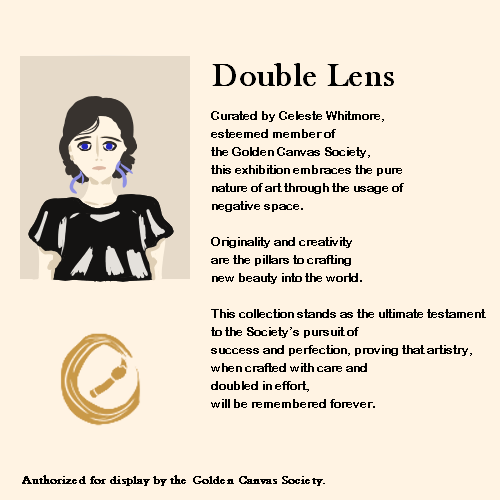 Double Lens
Curated by Celeste Whitmore,
esteemed member of
the Golden Canvas Society,
this exhibition embraces the pure
nature of art through the usage of
negative space.
Originality and creativity
are the pillars to crafting
new beauty into the world.
This collection stands as the ultimate testament
to the Society's pursuit of
success and perfection, proving that artistry,
when crafted with care and
doubled in effort,
will be remembered forever.
Authorized for display by the Golden Canvas Society.